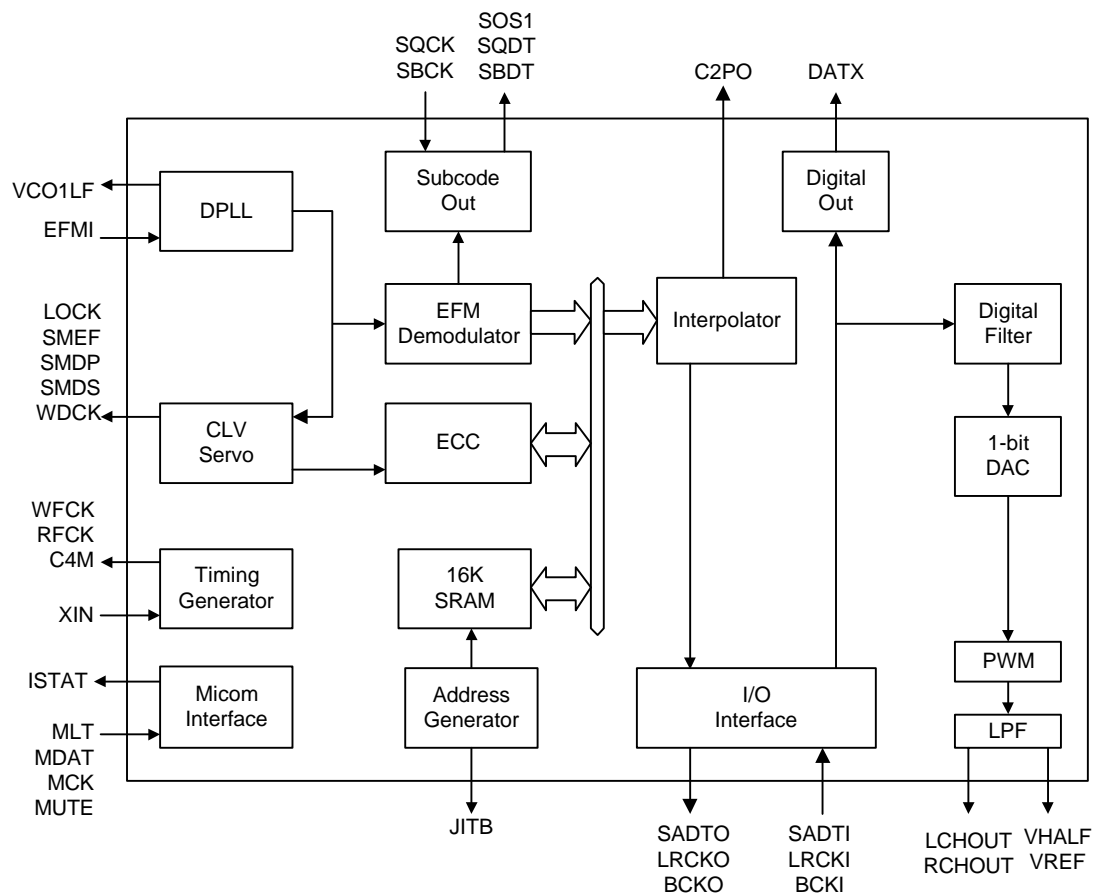 SOS1
SQCK
SQDT
SBCK
SBDT
C2PO
DATX
VCO1LF
EFMI
DPLL
Subcode
Out
Digital
Out
LOCK
SMEF
SMDP
SMDS
WDCK
EFM
Demodulator
Interpolator
Digital
Filter
CLV
Servo
ECC
1-bit
DAC
WFCK
RFCK
C4M
XIN
Timing
Generator
16K
SRAM
ISTAT
MLT
MDAT
MCK
MUTE
Micom
Interface
Address
Generator
I/O
Interface
PWM
LPF
JITB
SADTO
LRCKO
BCKO
SADTI
LRCKI
BCKI
LCHOUT
RCHOUT
VHALF
VREF